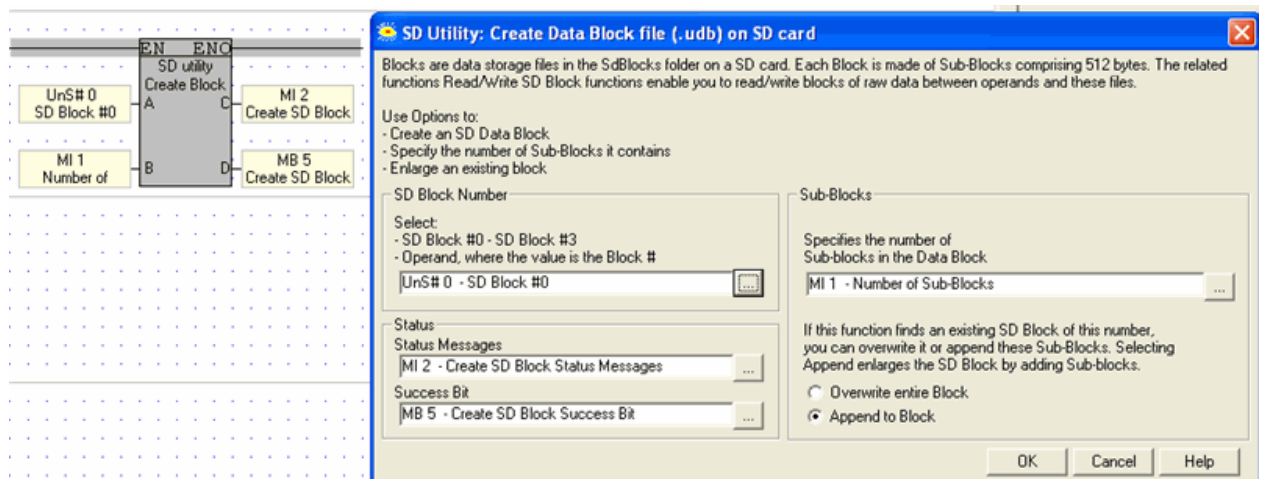 EN ENO
SD utility
Create Block
UnS# 0
SD Block #0
A
C
MI 2
Create SD Block
MI 1
Number of
B
D
MB 5
Create SD Block
SD Utility: Create Data Block file (.udb) on SD card
Blocks are data storage files in the SdBlocks folder on a SD card. Each Block is made of Sub-Blocks comprising 512 bytes. The related
functions Read/Write SD Block functions enable you to read/write blocks of raw data between operands and these files.
Use Options to:
- Create an SD Data Block
- Specify the number of Sub-Blocks it contains
- Enlarge an existing block
SD Block Number
Select:
- SD Block #0 - SD Block #3
- Operand, where the value is the Block #
UnS# 0 - SD Block #0
...
Status
Status Messages
MI 2 - Create SD Block Status Messages
...
Success Bit
MB 5 - Create SD Block Success Bit
...
Sub-Blocks
Specifies the number of
Sub-blocks in the Data Block
MI 1 - Number of Sub-Blocks
...
If this function finds an existing SD Block of this number,
you can overwrite it or append these Sub-Blocks. Selecting
Append enlarges the SD Block by adding Sub-blocks.
Overwrite entire Block
Append to Block
OK
Cancel
Help